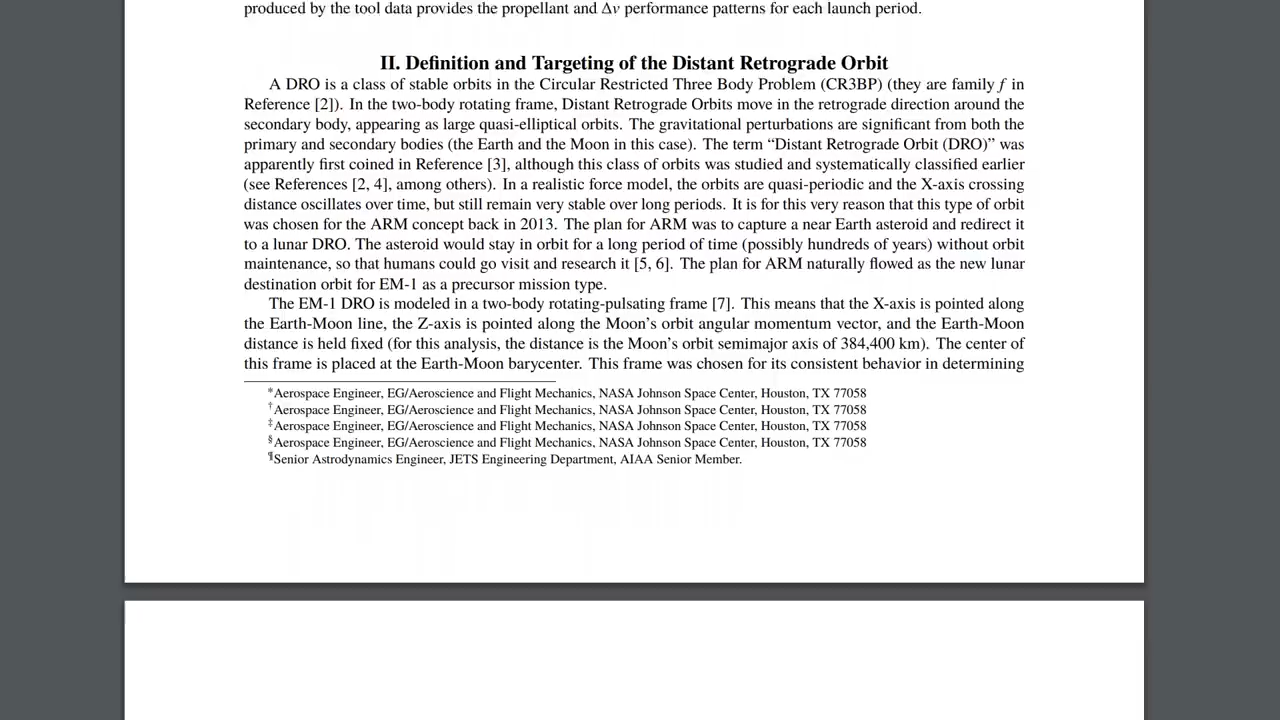 produced by the tool data provides the propellant and Δv performance patterns for each launch period.
II. Definition and Targeting of the Distant Retrograde Orbit
A DRO is a class of stable orbits in the Circular Restricted Three Body Problem (CR3BP) (they are family f in
Reference [2]). In the two-body rotating frame, Distant Retrograde Orbits move in the retrograde direction around the
secondary body, appearing as large quasi-elliptical orbits. The gravitational perturbations are significant from both the
primary and secondary bodies (the Earth and the Moon in this case). The term “Distant Retrograde Orbit (DRO)” was
apparently first coined in Reference [3], although this class of orbits was studied and systematically classified earlier
(see References [2, 4], among others). In a realistic force model, the orbits are quasi-periodic and the X-axis crossing
distance oscillates over time, but still remain very stable over long periods. It is for this very reason that this type of orbit
was chosen for the ARM concept back in 2013. The plan for ARM was to capture a near Earth asteroid and redirect it
to a lunar DRO. The asteroid would stay in orbit for a long period of time (possibly hundreds of years) without orbit
maintenance, so that humans could go visit and research it [5, 6]. The plan for ARM naturally flowed as the new lunar
destination orbit for EM-1 as a precursor mission type.
The EM-1 DRO is modeled in a two-body rotating-pulsating frame [7]. This means that the X-axis is pointed along
the Earth-Moon line, the Z-axis is pointed along the Moon’s orbit angular momentum vector, and the Earth-Moon
distance is held fixed (for this analysis, the distance is the Moon’s orbit semimajor axis of 384,400 km). The center of
this frame is placed at the Earth-Moon barycenter. This frame was chosen for its consistent behavior in determining
*Aerospace Engineer, EG/Aeroscience and Flight Mechanics, NASA Johnson Space Center, Houston, TX 77058
†Aerospace Engineer, EG/Aeroscience and Flight Mechanics, NASA Johnson Space Center, Houston, TX 77058
‡Aerospace Engineer, EG/Aeroscience and Flight Mechanics, NASA Johnson Space Center, Houston, TX 77058
§Aerospace Engineer, EG/Aeroscience and Flight Mechanics, NASA Johnson Space Center, Houston, TX 77058
¶Senior Astrodynamics Engineer, JETS Engineering Department, AIAA Senior Member.